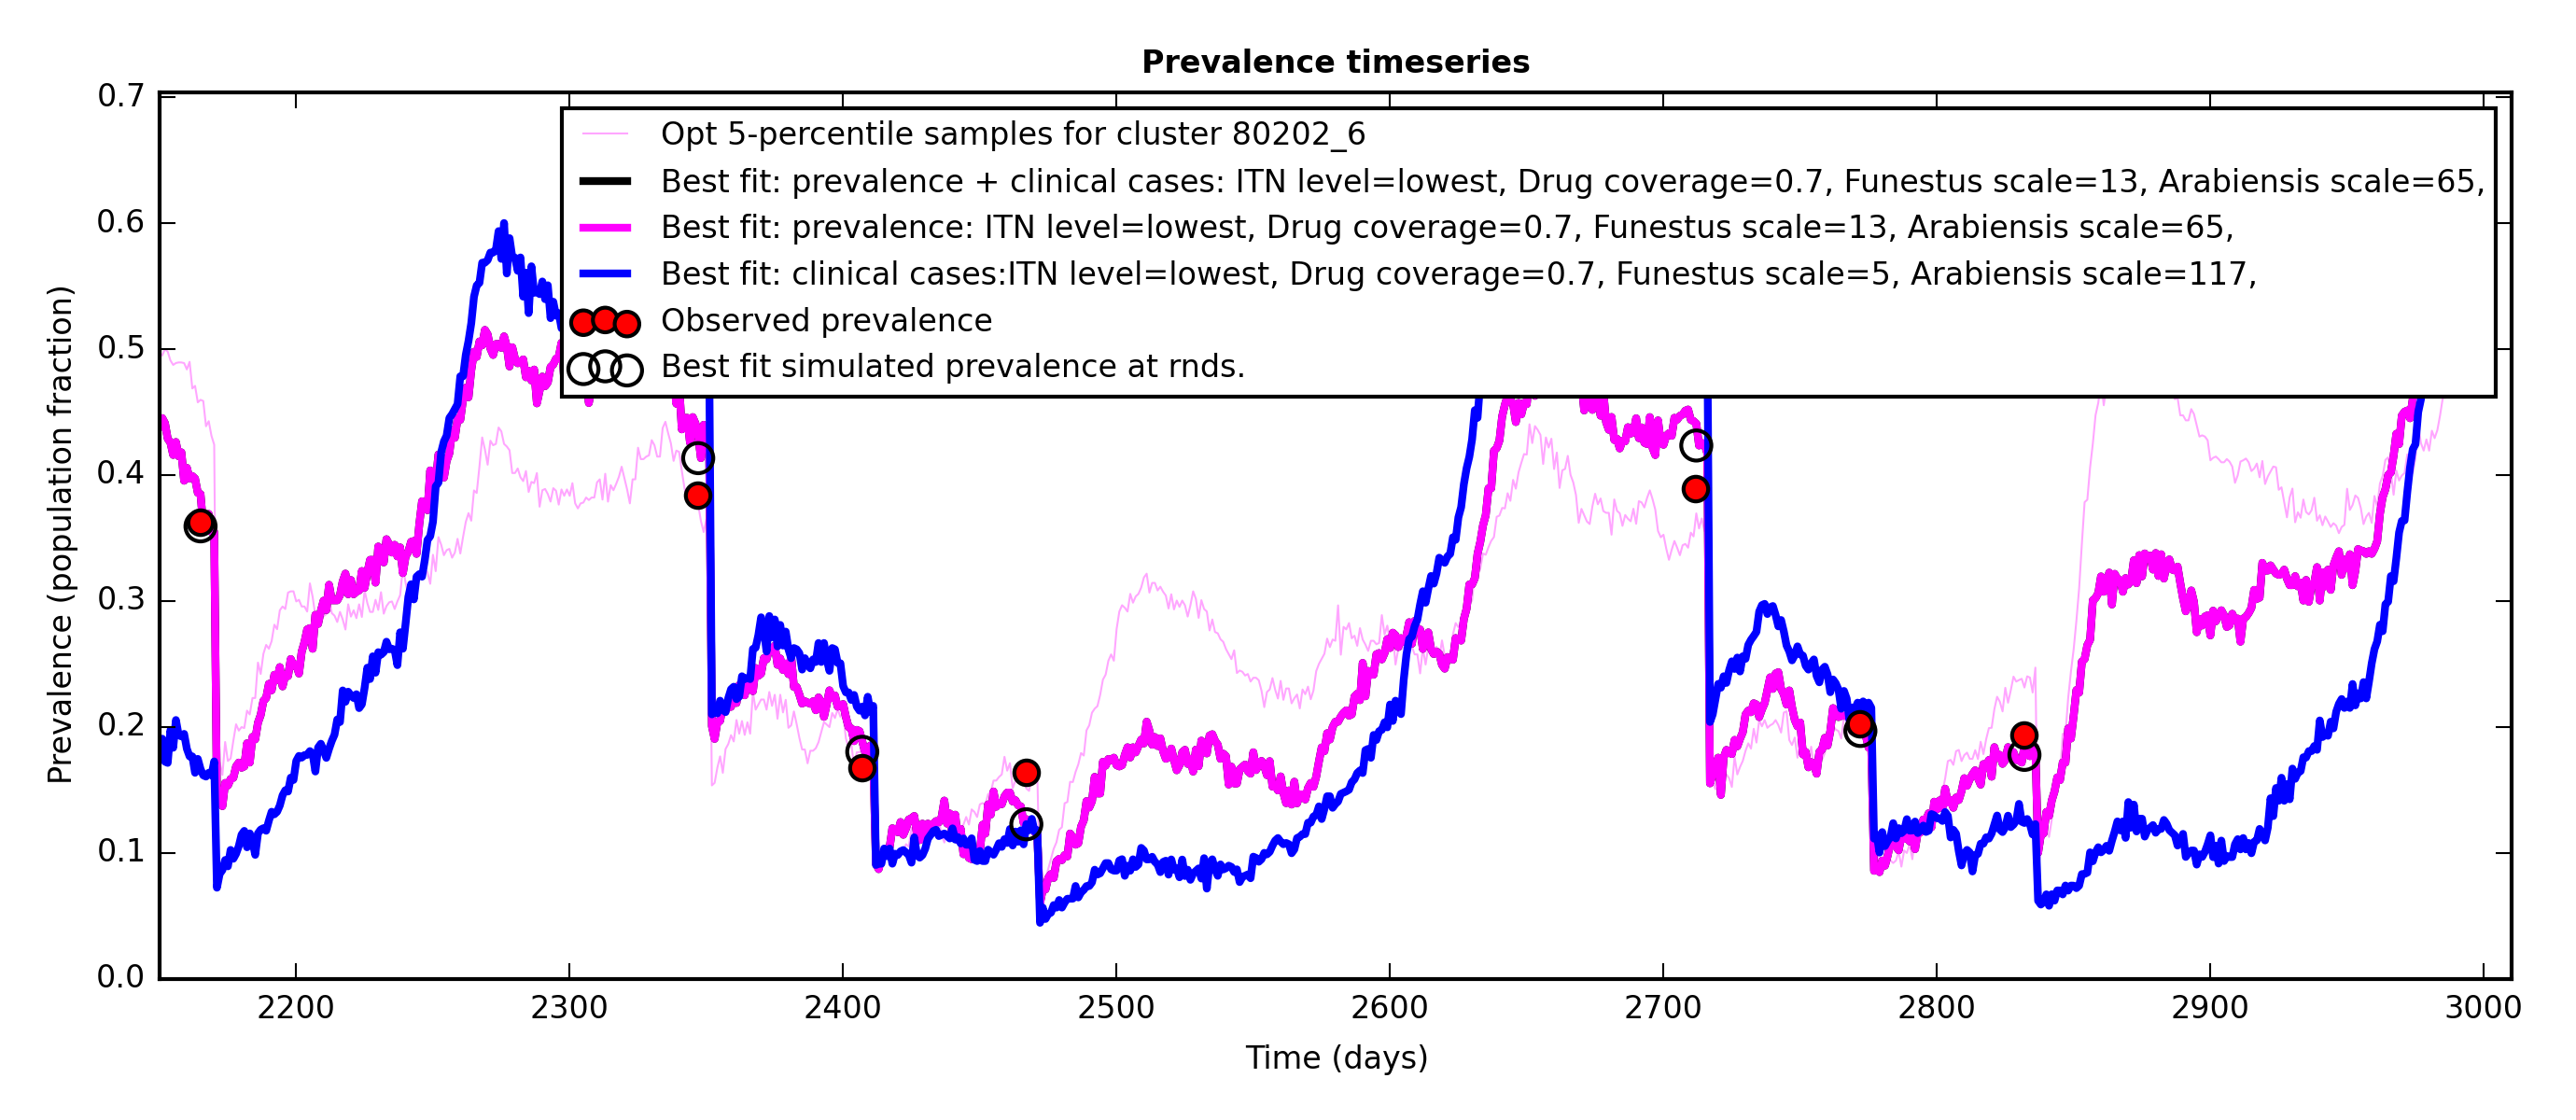 Prevalence timeseries
Opt 5-percentile samples for cluster 80202_6
Best fit: prevalence + clinical cases: ITN level=lowest, Drug coverage=0.7, Funestus scale=13, Arabiensis scale=65,
Best fit: prevalence: ITN level=lowest, Drug coverage=0.7, Funestus scale=13, Arabiensis scale=65,
Best fit: clinical cases:ITN level=lowest, Drug coverage=0.7, Funestus scale=5, Arabiensis scale=117,
Observed prevalence
Best fit simulated prevalence at rnds.
Prevalence (population fraction)
0.7
0.6
0.5
0.4
0.3
0.2
0.1
0.0
2200 2300 2400 2500 2600 2700 2800 2900 3000
Time (days)